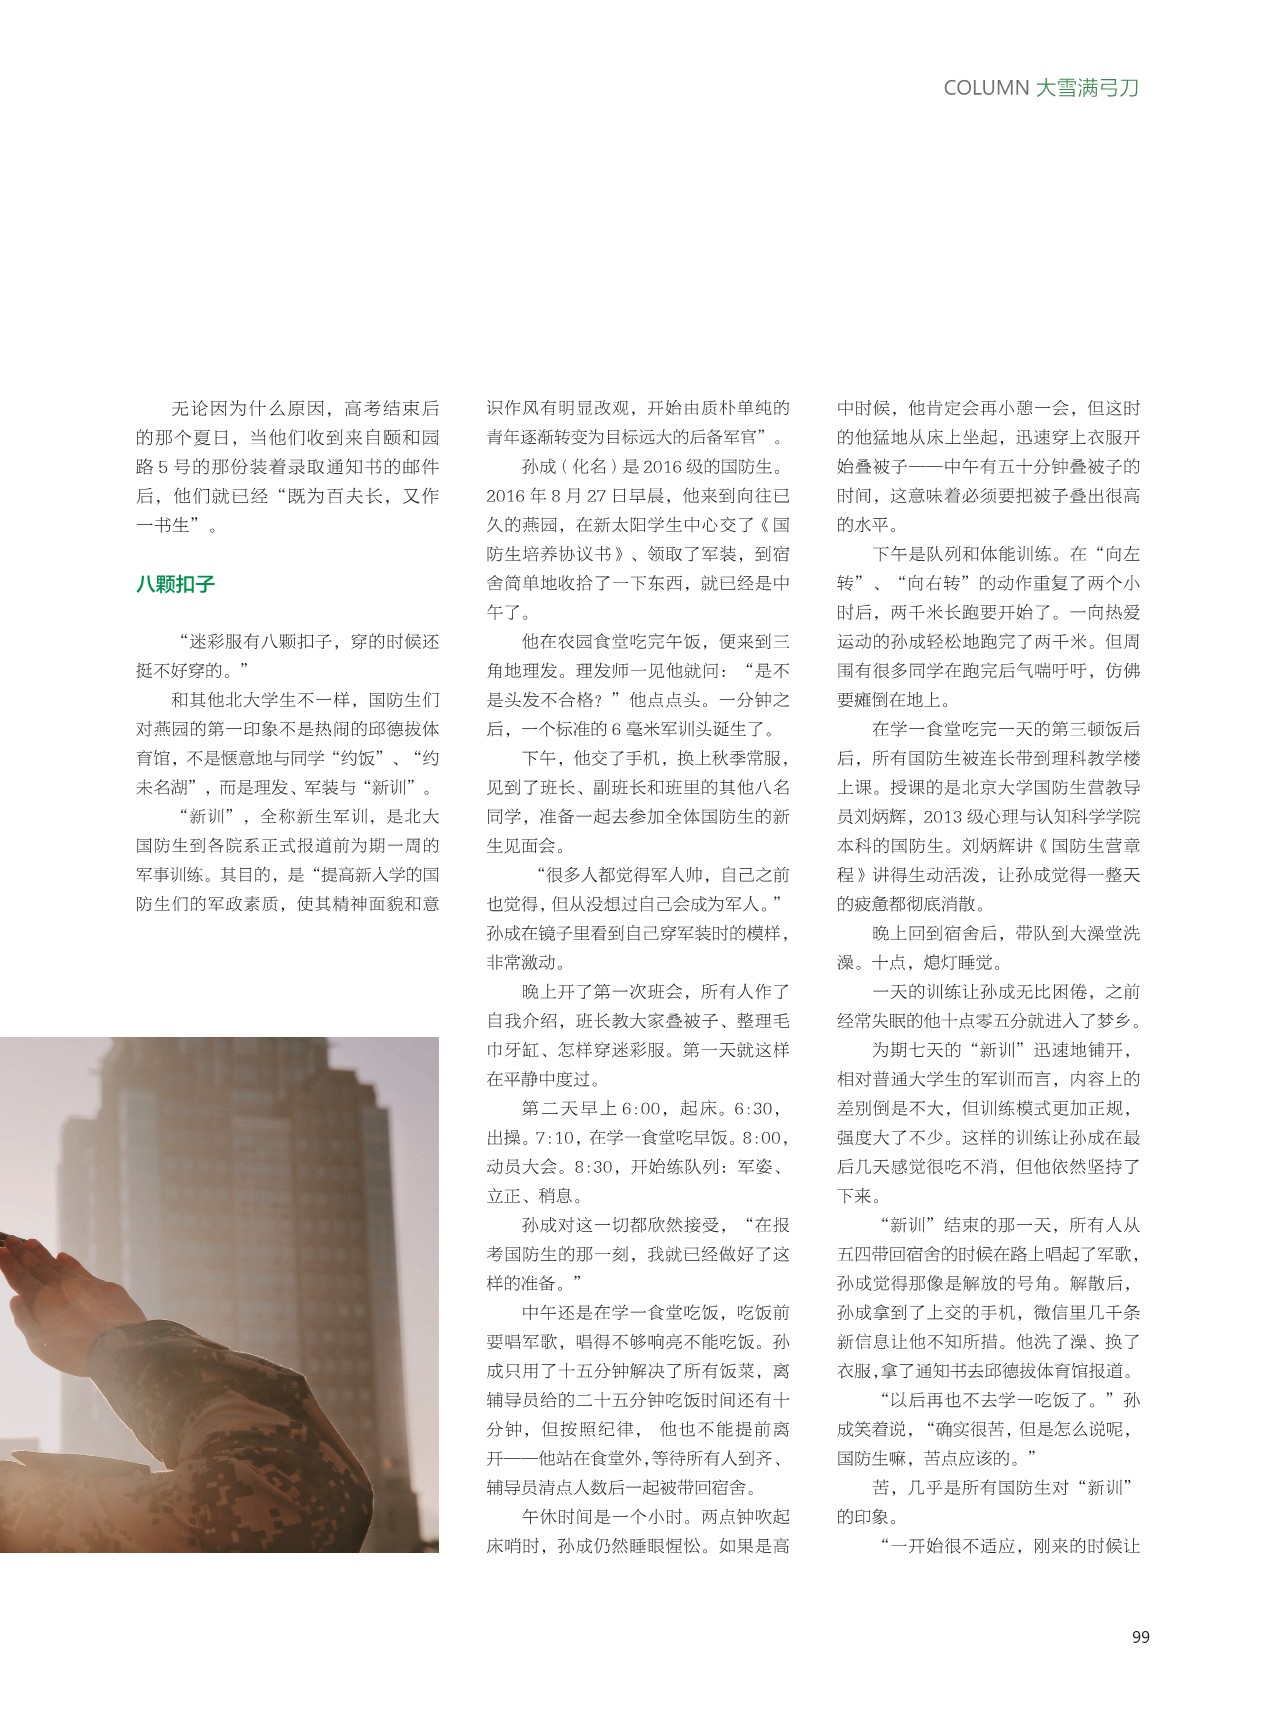 COLUMN 大雪满弓刀
无论因为什么原因，高考结束后
的那个夏日，当他们收到来自颐和园
路 5 号的那份装着录取通知书的邮件
后，他们就已经“既为百夫长，又作
一书生”。
八颗扣子
“迷彩服有八颗扣子，穿的时候还
挺不好穿的。”
和其他北大学生不一样，国防生们
对燕园的第一印象不是热闹的邱德拔体
育馆，不是惬意地与同学“约饭”、“约
未名湖”，而是理发、军装与“新训”。
“新训”，全称新生军训，是北大
国防生到各院系正式报道前为期一周的
军事训练。其目的，是“提高新入学的国
防生们的军政素质，使其精神面貌和意
识作风有明显改观，开始由质朴单纯的
青年逐渐转变为目标远大的后备军官”。
孙成（化名）是 2016 级的国防生。
2016 年 8 月 27 日早晨，他来到向往已
久的燕园，在新太阳学生中心交了《国
防生培养协议书》、领取了军装，到宿
舍简单地收拾了一下东西，就已经是中
午了。
他在农园食堂吃完午饭，便来到三
角地理发。理发师一见他就问：“是不
是头发不合格？”他点点头。一分钟之
后，一个标准的 6 毫米军训头诞生了。
下午，他交了手机，换上秋季常服，
见到了班长、副班长和班里的其他八名
同学，准备一起去参加全体国防生的新
生见面会。
“很多人都觉得军人帅，自己之前
也觉得，但从没想过自己会成为军人。”
孙成在镜子里看到自己穿军装时的模样，
非常激动。
晚上开了第一次班会，所有人作了
自我介绍，班长教大家叠被子、整理毛
巾牙缸、怎样穿迷彩服。第一天就这样
在平静中度过。
第二天早上 6:00，起床。6:30，
出操。7:10，在学一食堂吃早饭。8:00，
动员大会。8:30，开始练队列：军姿、
立正、稍息。
孙成对这一切都欣然接受，“在报
考国防生的那一刻，我就已经做好了这
样的准备。”
中午还是在学一食堂吃饭，吃饭前
要唱军歌，唱得不够响亮不能吃饭。孙
成只用了十五分钟解决了所有饭菜，离
辅导员给的二十五分钟吃饭时间还有十
分钟，但按照纪律， 他也不能提前离
开——他站在食堂外，等待所有人到齐、
辅导员清点人数后一起被带回宿舍。
午休时间是一个小时。两点钟吹起
床哨时，孙成仍然睡眼惺忪。如果是高
中时候，他肯定会再小憩一会，但这时
的他猛地从床上坐起，迅速穿上衣服开
始叠被子——中午有五十分钟叠被子的
时间，这意味着必须要把被子叠出很高
的水平。
下午是队列和体能训练。在“向左
转”、“向右转”的动作重复了两个小
时后，两千米长跑要开始了。一向热爱
运动的孙成轻松地跑完了两千米。但周
围有很多同学在跑完后气喘吁吁，仿佛
要瘫倒在地上。
在学一食堂吃完一天的第三顿饭后
后，所有国防生被连长带到理科教学楼
上课。授课的是北京大学国防生营教导
员刘炳辉，2013 级心理与认知科学学院
本科的国防生。刘炳辉讲《国防生营章
程》讲得生动活泼，让孙成觉得一整天
的疲惫都彻底消散。
晚上回到宿舍后，带队到大澡堂洗
澡。十点，熄灯睡觉。
一天的训练让孙成无比困倦，之前
经常失眠的他十点零五分就进入了梦乡。
为期七天的“新训”迅速地铺开，
相对普通大学生的军训而言，内容上的
差别倒是不大，但训练模式更加正规，
强度大了不少。这样的训练让孙成在最
后几天感觉很吃不消，但他依然坚持了
下来。
“新训”结束的那一天，所有人从
五四带回宿舍的时候在路上唱起了军歌，
孙成觉得那像是解放的号角。解散后，
孙成拿到了上交的手机，微信里几千条
新信息让他不知所措。他洗了澡、换了
衣服，拿了通知书去邱德拔体育馆报道。
“以后再也不去学一吃饭了。”孙
成笑着说，“确实很苦，但是怎么说呢，
国防生嘛，苦点应该的。”
苦，几乎是所有国防生对“新训”
的印象。
“一开始很不适应，刚来的时候让
99